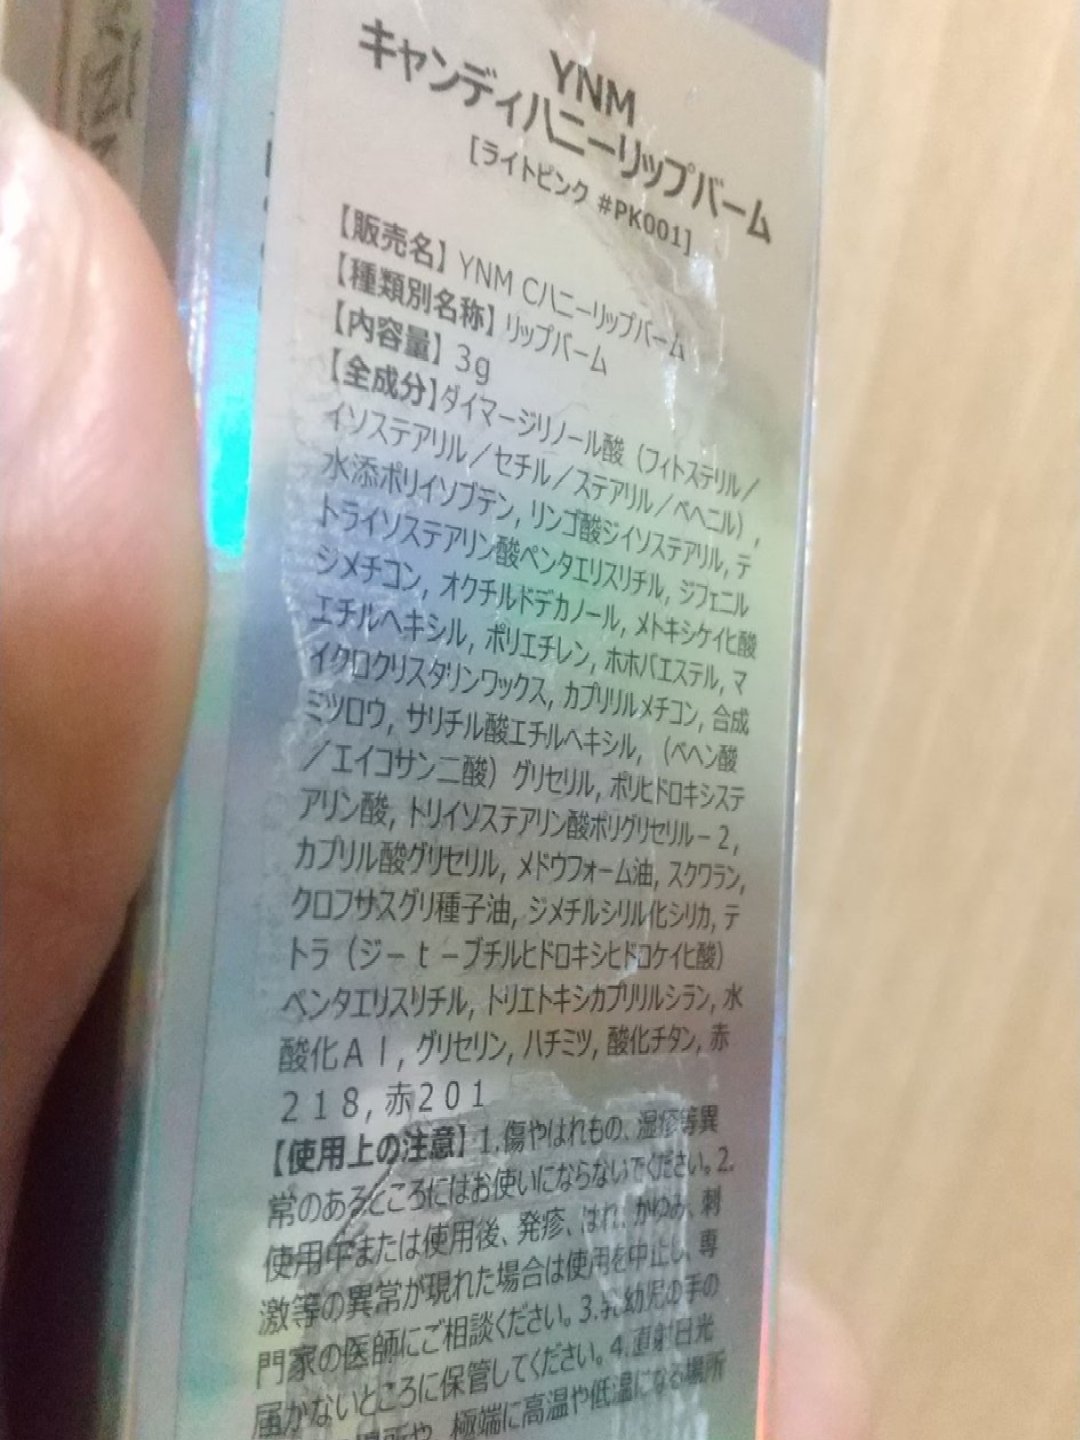 YNM
キャンディハニーリップバーム
[ライトピンク #PK001]
【販売名】YNM Cハニーリップバーム
【種類別名称】リップバーム
【内容量】3g
【全成分】ダイマージリノール酸（フィトステリル／
イソステアリル／セチル／ステアリル／ベヘニル）,
水添ポリイソブテン, リンゴ酸ジイソステアリル, テ
トライソステアリン酸ペンタエリスリチル, ジフェニル
ジメチコン, オクチルドデカノール, メトキシケイヒ酸
エチルヘキシル, ポリエチレン, ホホバエステル, マ
イクロクリスタリンワックス, カプリリルメチコン, 合成
ミツロウ, サリチル酸エチルヘキシル, （ベヘン酸
／エイコサン二酸）グリセリル, ポリヒドロキシステ
アリン酸, トリイソステアリン酸ポリグリセリル－2,
カプリル酸グリセリル, メドウフォーム油, スクワラン,
クロフサスグリ種子油, ジメチルシリル化シリカ, テ
トラ（ジーｔーブチルヒドロキシヒドロケイヒ酸）
ペンタエリスリチル, トリエトキシカプリリルシラン, 水
酸化Ａｌ, グリセリン, ハチミツ, 酸化チタン, 赤
２１８, 赤２０１
【使用上の注意】1.傷やはれもの、湿疹等異
常のあるところにはお使いにならないでください。2.
使用中または使用後、発疹、はれ、かゆみ、刺
激等の異常が現れた場合は使用を中止し、専
門家の医師にご相談ください。3.乳幼児の手の
届かないところに保管してください。4.直射日光
場所や、極端に高温や低温になる場所